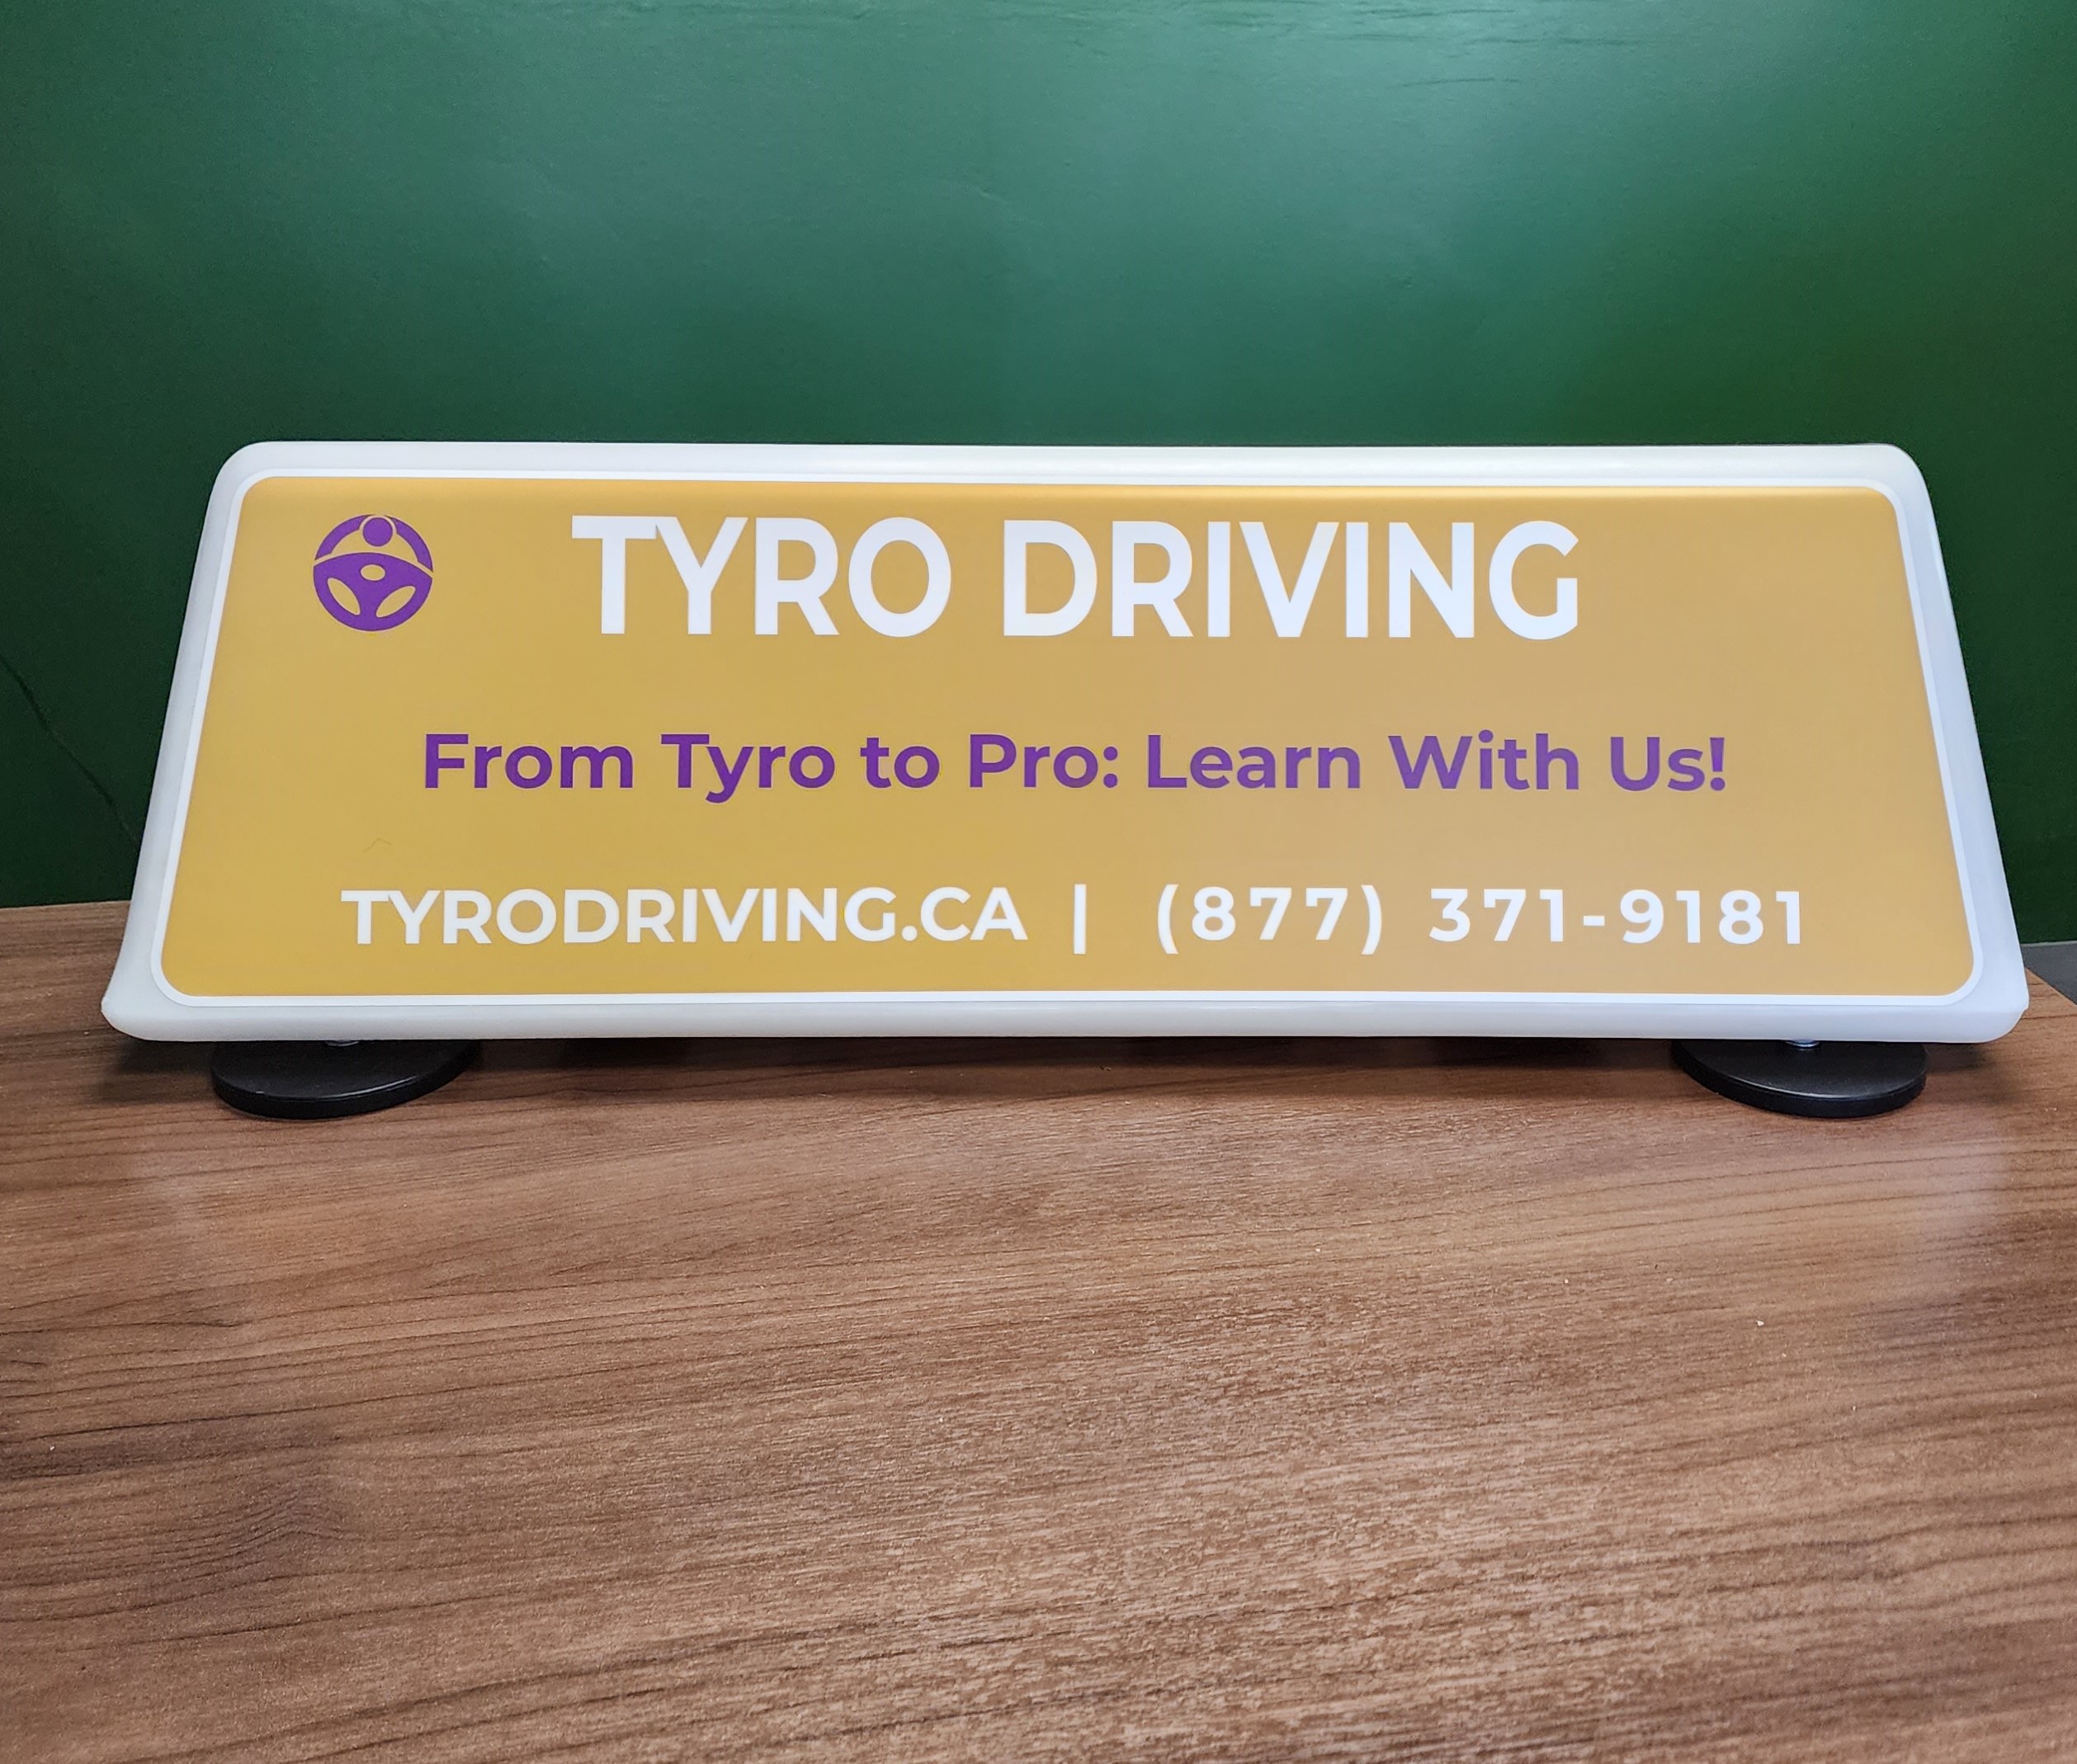 TYRO DRIVING
From Tyro to Pro: Learn With Us!
TYRODRIVING.CA | (877) 371-9181